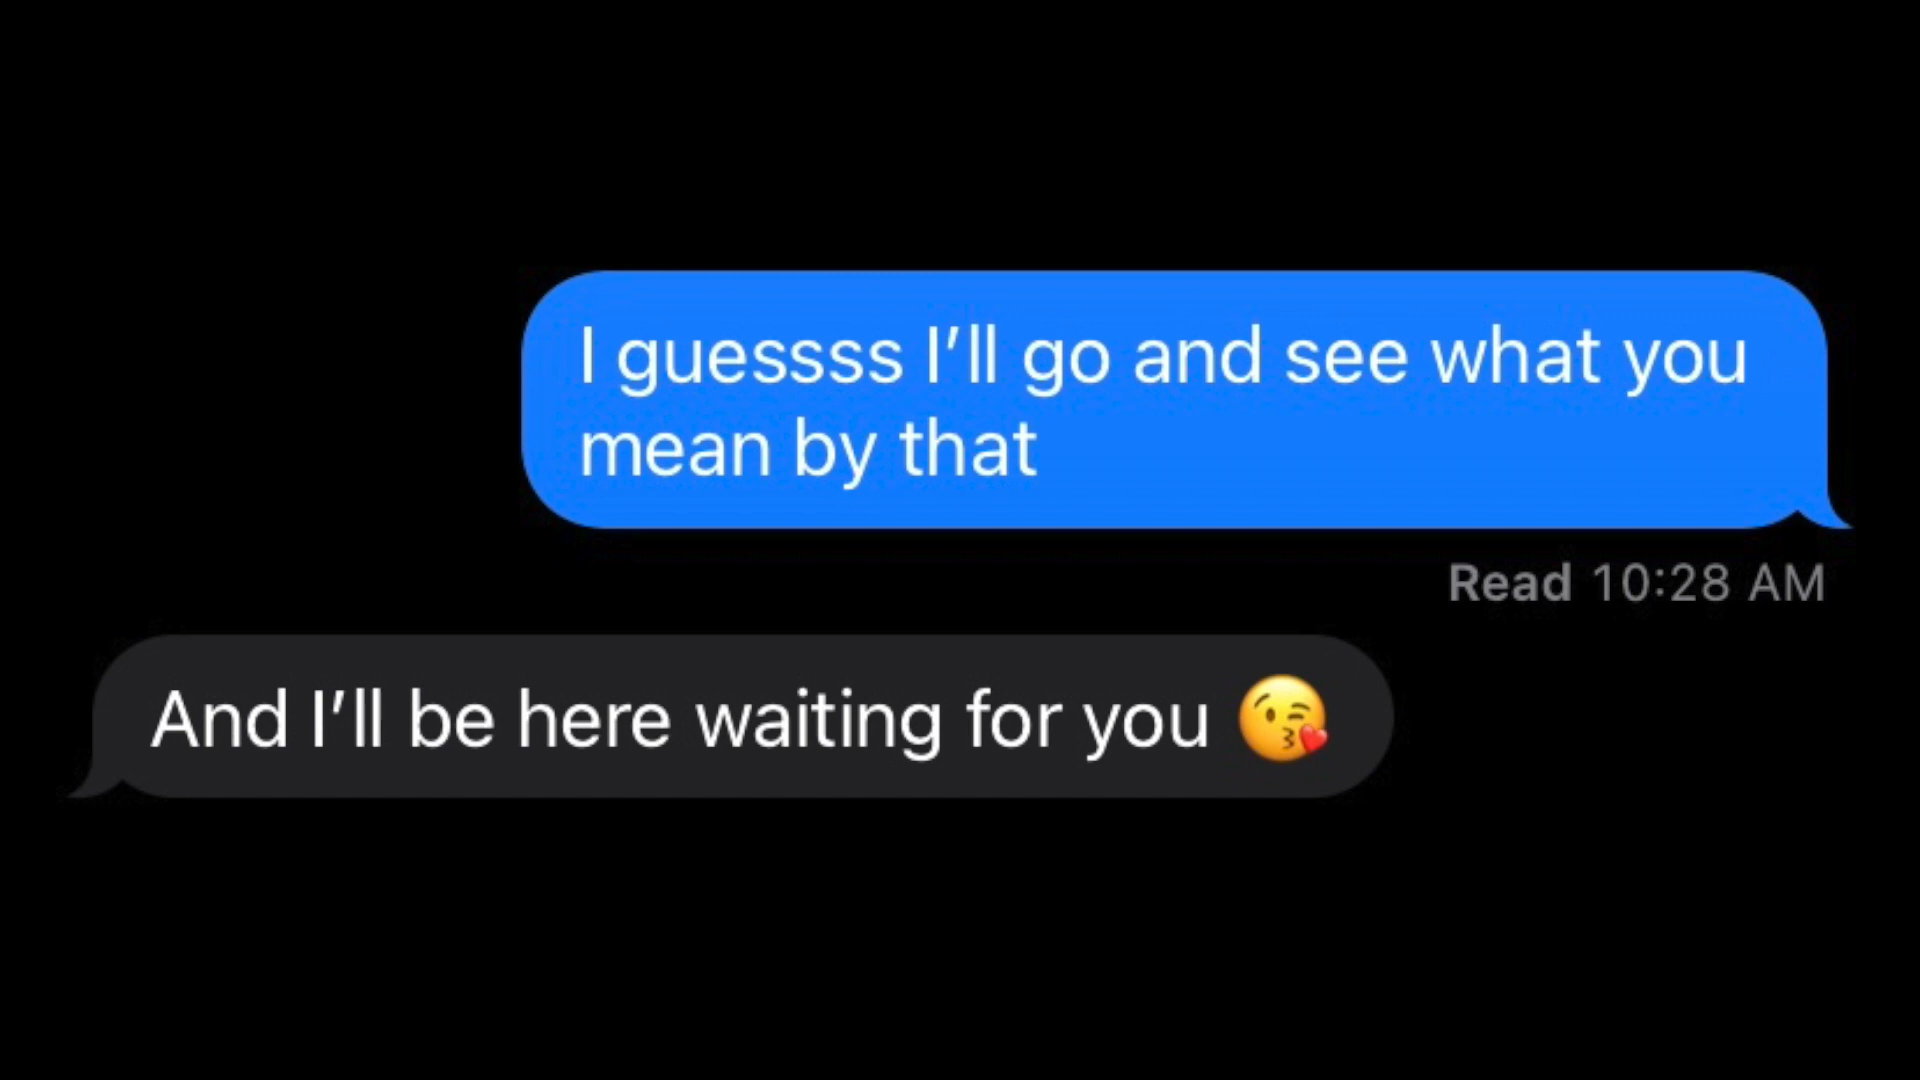 I guessss I’ll go and see what you
mean by that
Read 10:28 AM
And I’ll be here waiting for you 😘